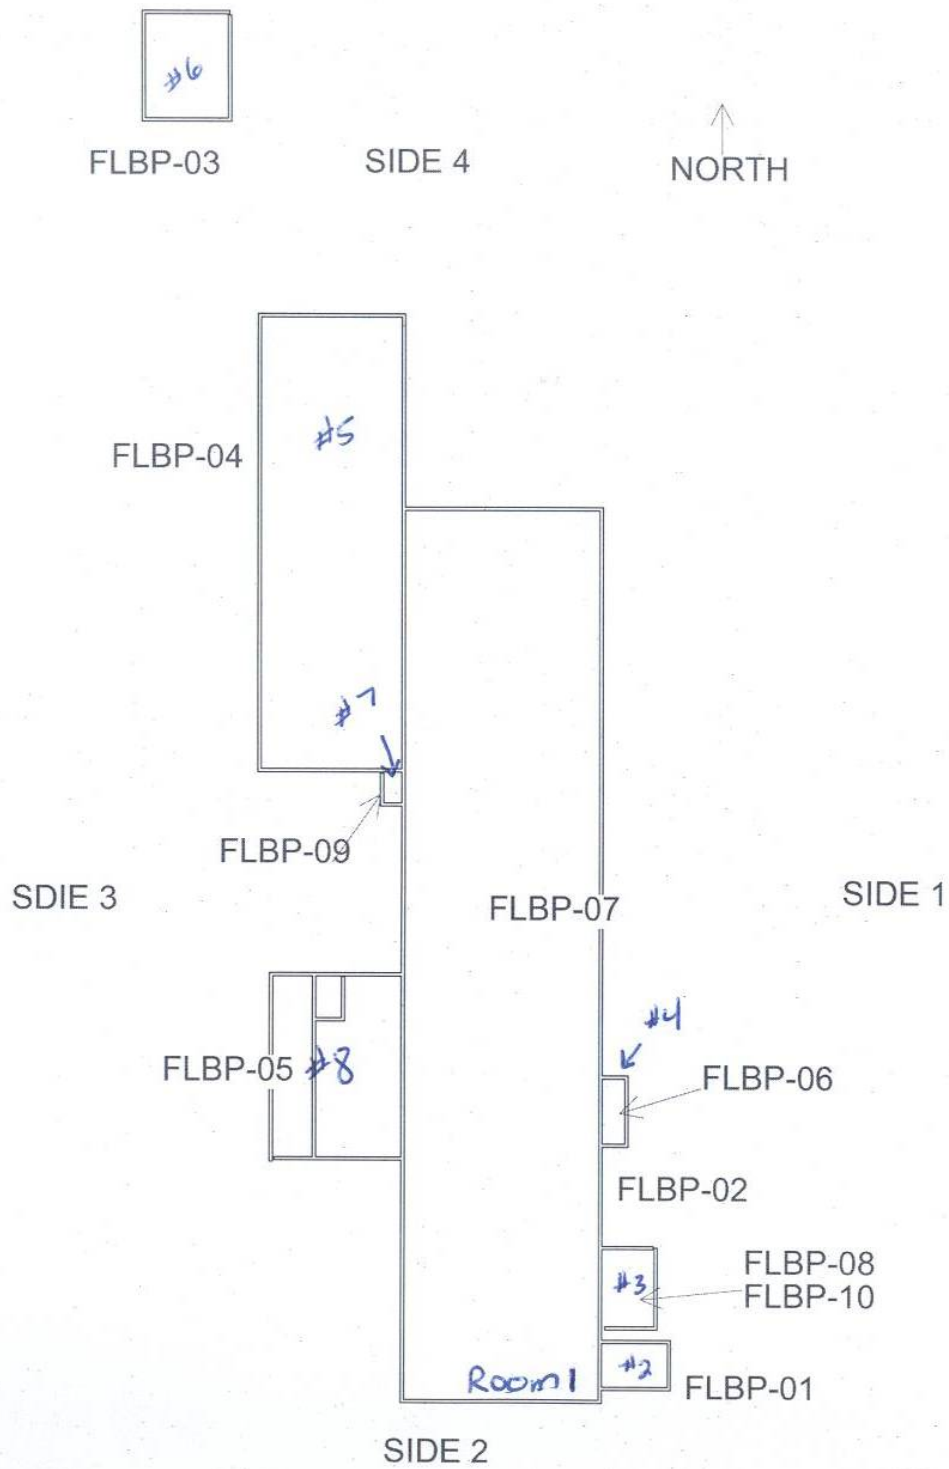 #6
FLBP-03
SIDE 4
NORTH
#5
FLBP-04
#7
FLBP-09
SDIE 3
FLBP-07
SIDE 1
#4
FLBP-05
#8
FLBP-06
FLBP-02
FLBP-08
#3
FLBP-10
#2
Room 1
FLBP-01
SIDE 2